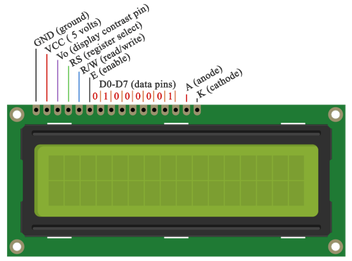 GND (ground)
VCC ( 5 volts)
Vo (display contrast pin)
RS (register select)
R/W (read/write)
E (enable)
D0-D7 (data pins)
0 1 0 0 0 0 0 1
A (anode)
K (cathode)